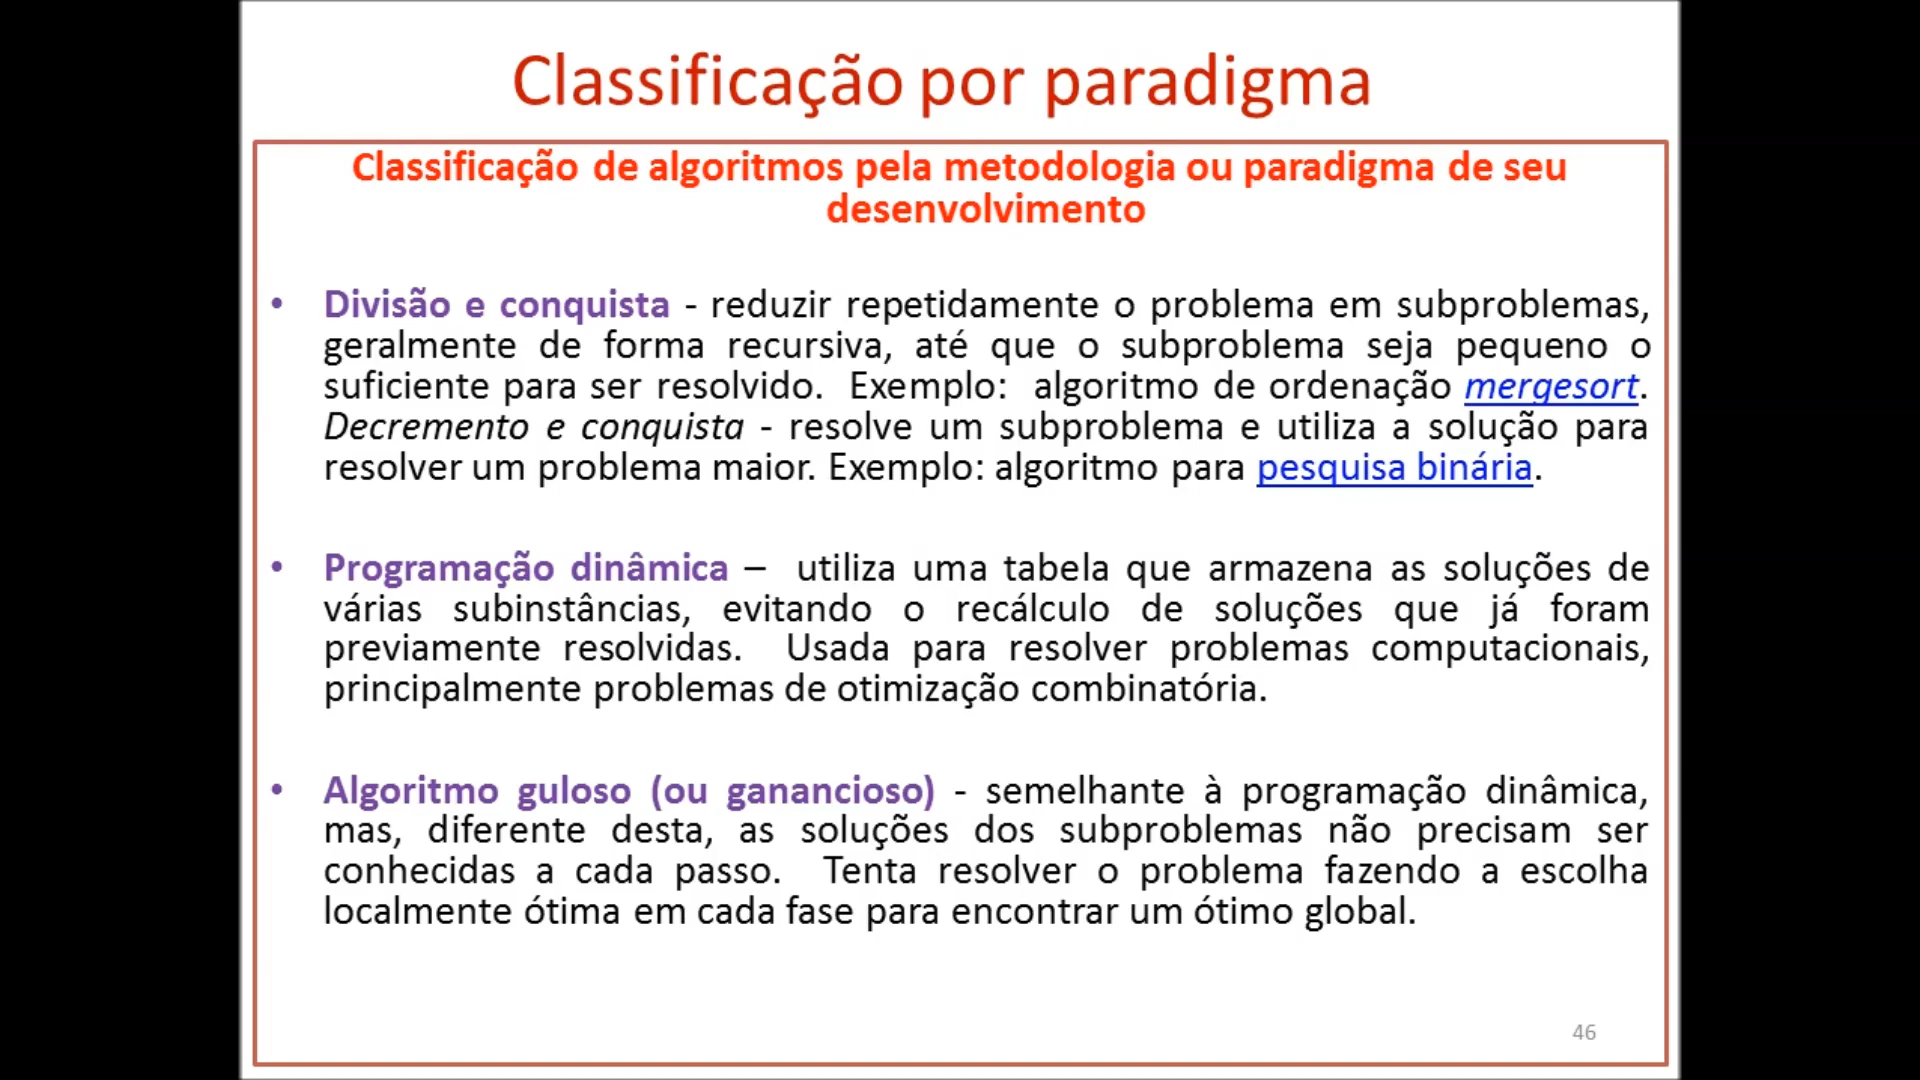 Classificação por paradigma
Classificação de algoritmos pela metodologia ou paradigma de seu
desenvolvimento
• Divisão e conquista - reduzir repetidamente o problema em subproblemas,
geralmente de forma recursiva, até que o subproblema seja pequeno o
suficiente para ser resolvido. Exemplo: algoritmo de ordenação mergesort.
Decremento e conquista - resolve um subproblema e utiliza a solução para
resolver um problema maior. Exemplo: algoritmo para pesquisa binária.
• Programação dinâmica – utiliza uma tabela que armazena as soluções de
várias subinstâncias, evitando o recálculo de soluções que já foram
previamente resolvidas. Usada para resolver problemas computacionais,
principalmente problemas de otimização combinatória.
• Algoritmo guloso (ou ganancioso) - semelhante à programação dinâmica,
mas, diferente desta, as soluções dos subproblemas não precisam ser
conhecidas a cada passo. Tenta resolver o problema fazendo a escolha
localmente ótima em cada fase para encontrar um ótimo global.
46